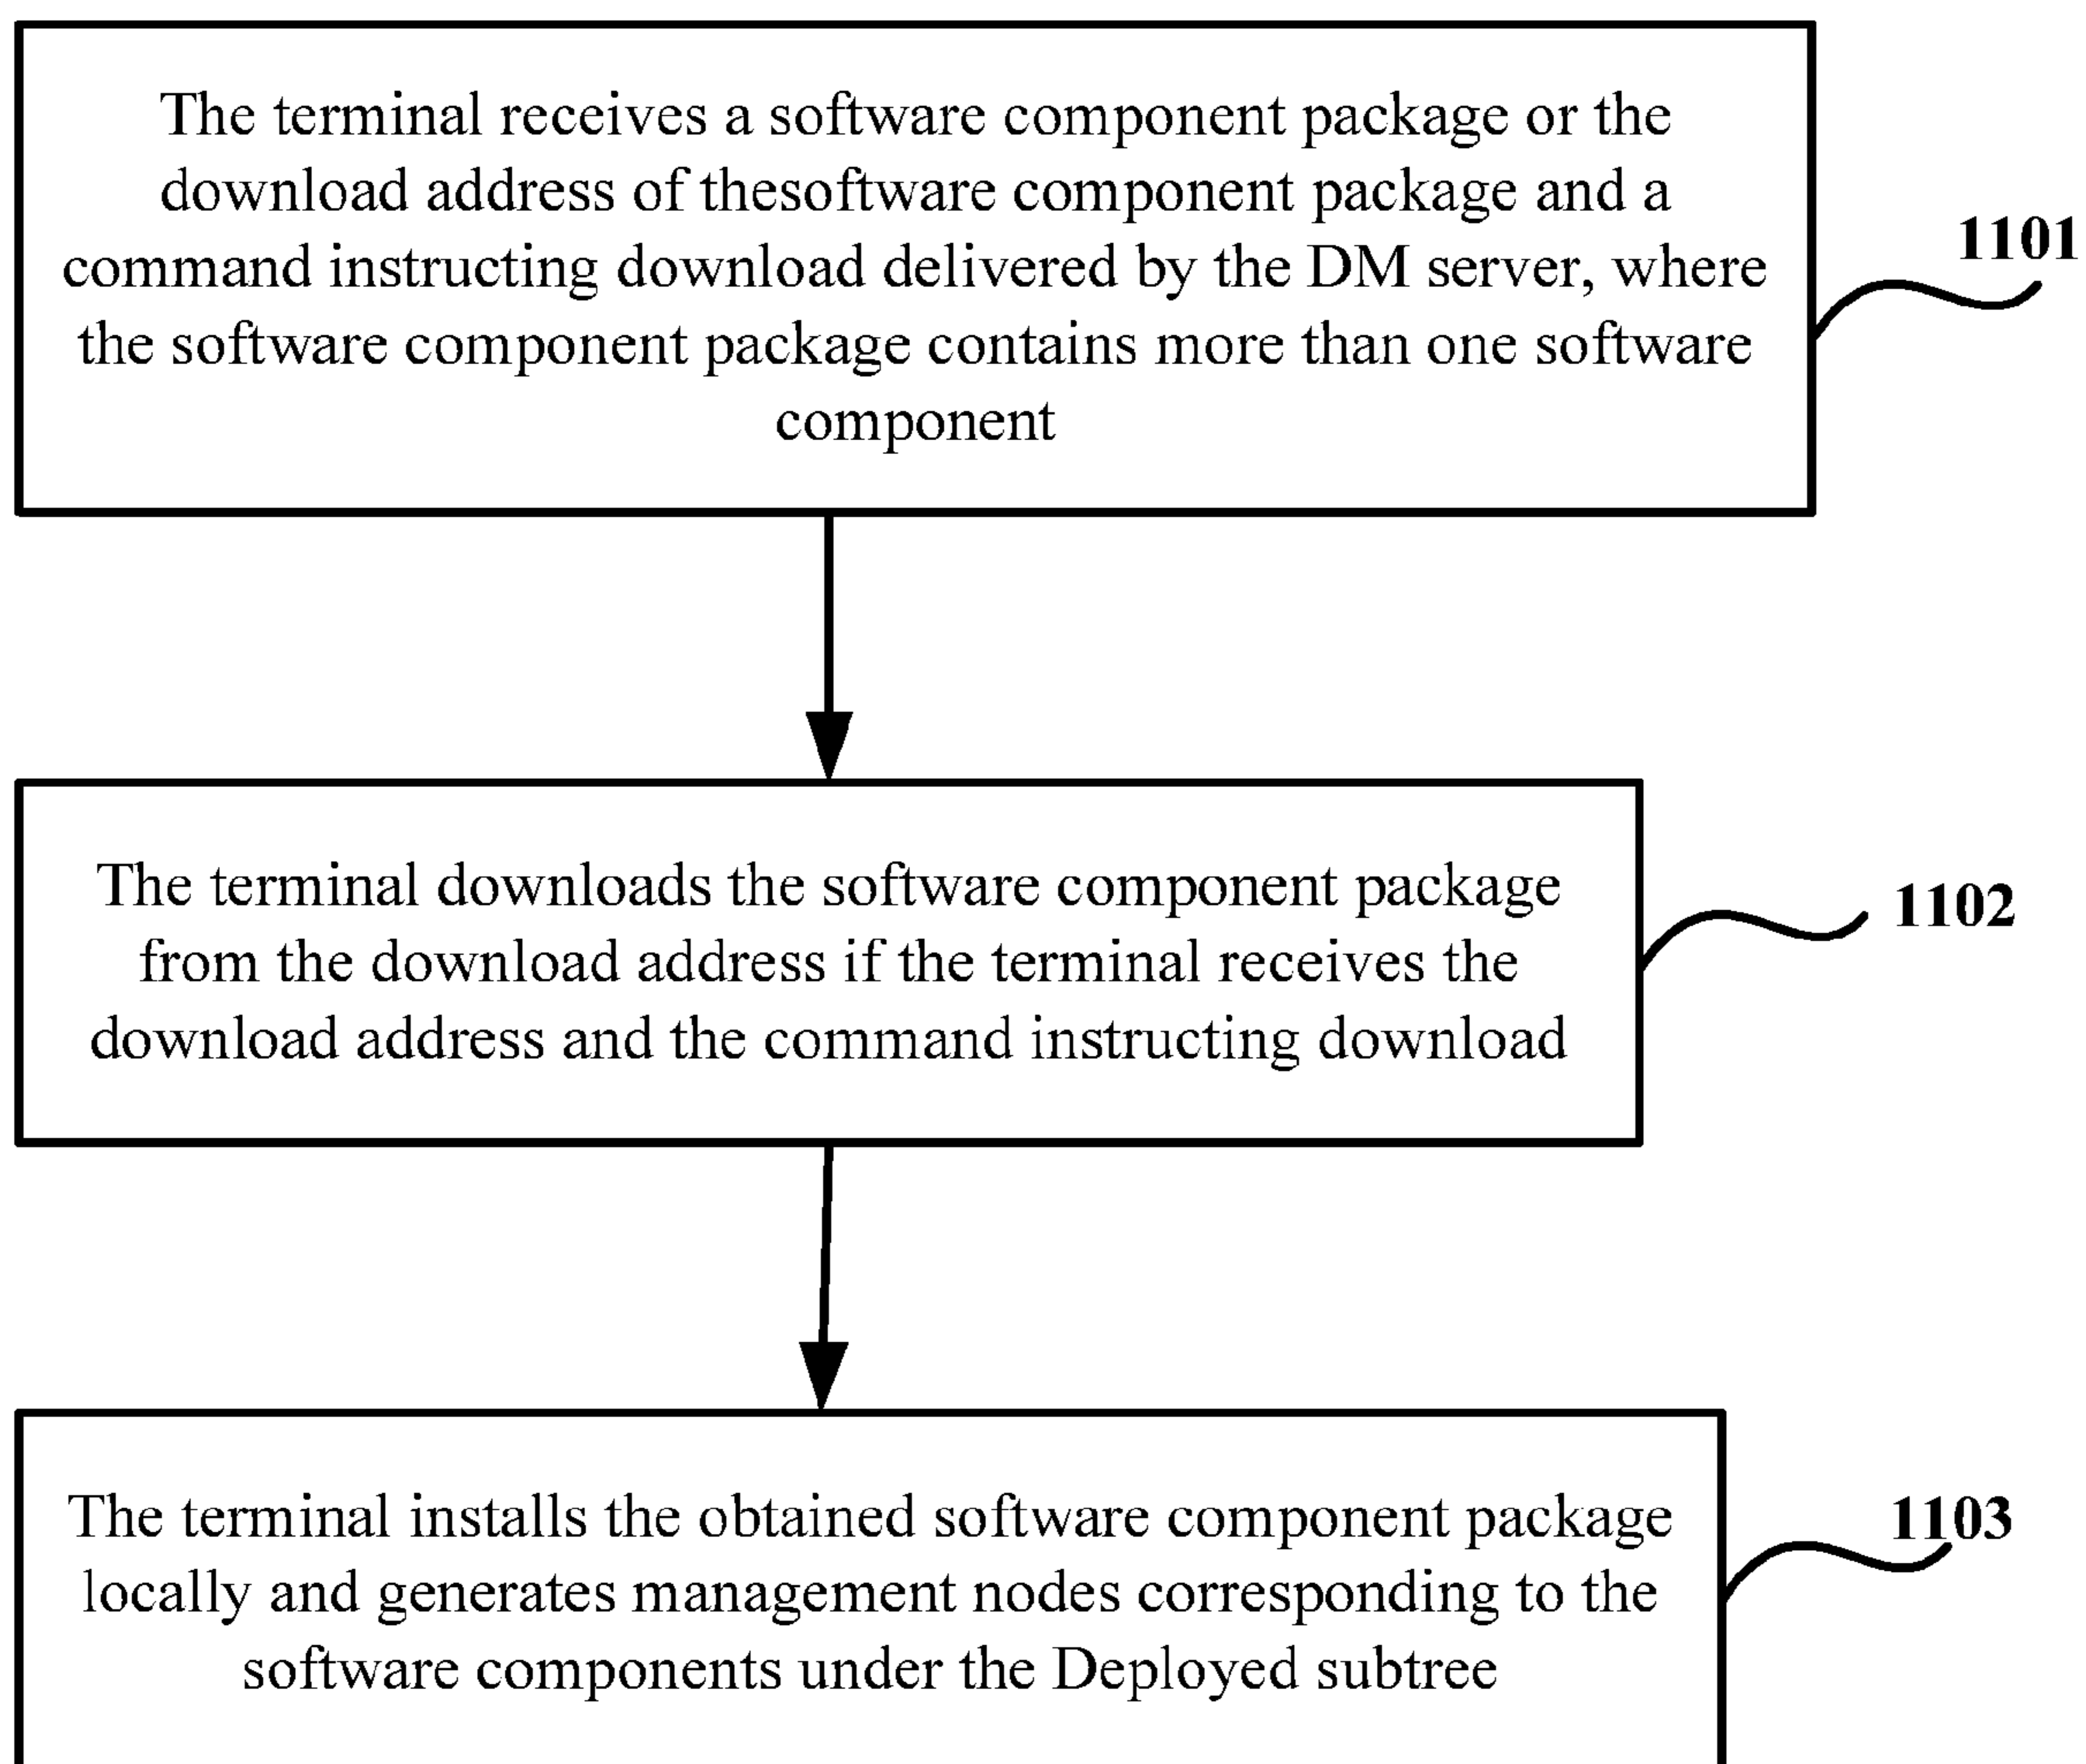 The terminal receives a software component package or the
download address of thesoftware component package and a
command instructing download delivered by the DM server, where
the software component package contains more than one software
component
1101
The terminal downloads the software component package
from the download address if the terminal receives the
download address and the command instructing download
1102
The terminal installs the obtained software component package
locally and generates management nodes corresponding to the
software components under the Deployed subtree
1103